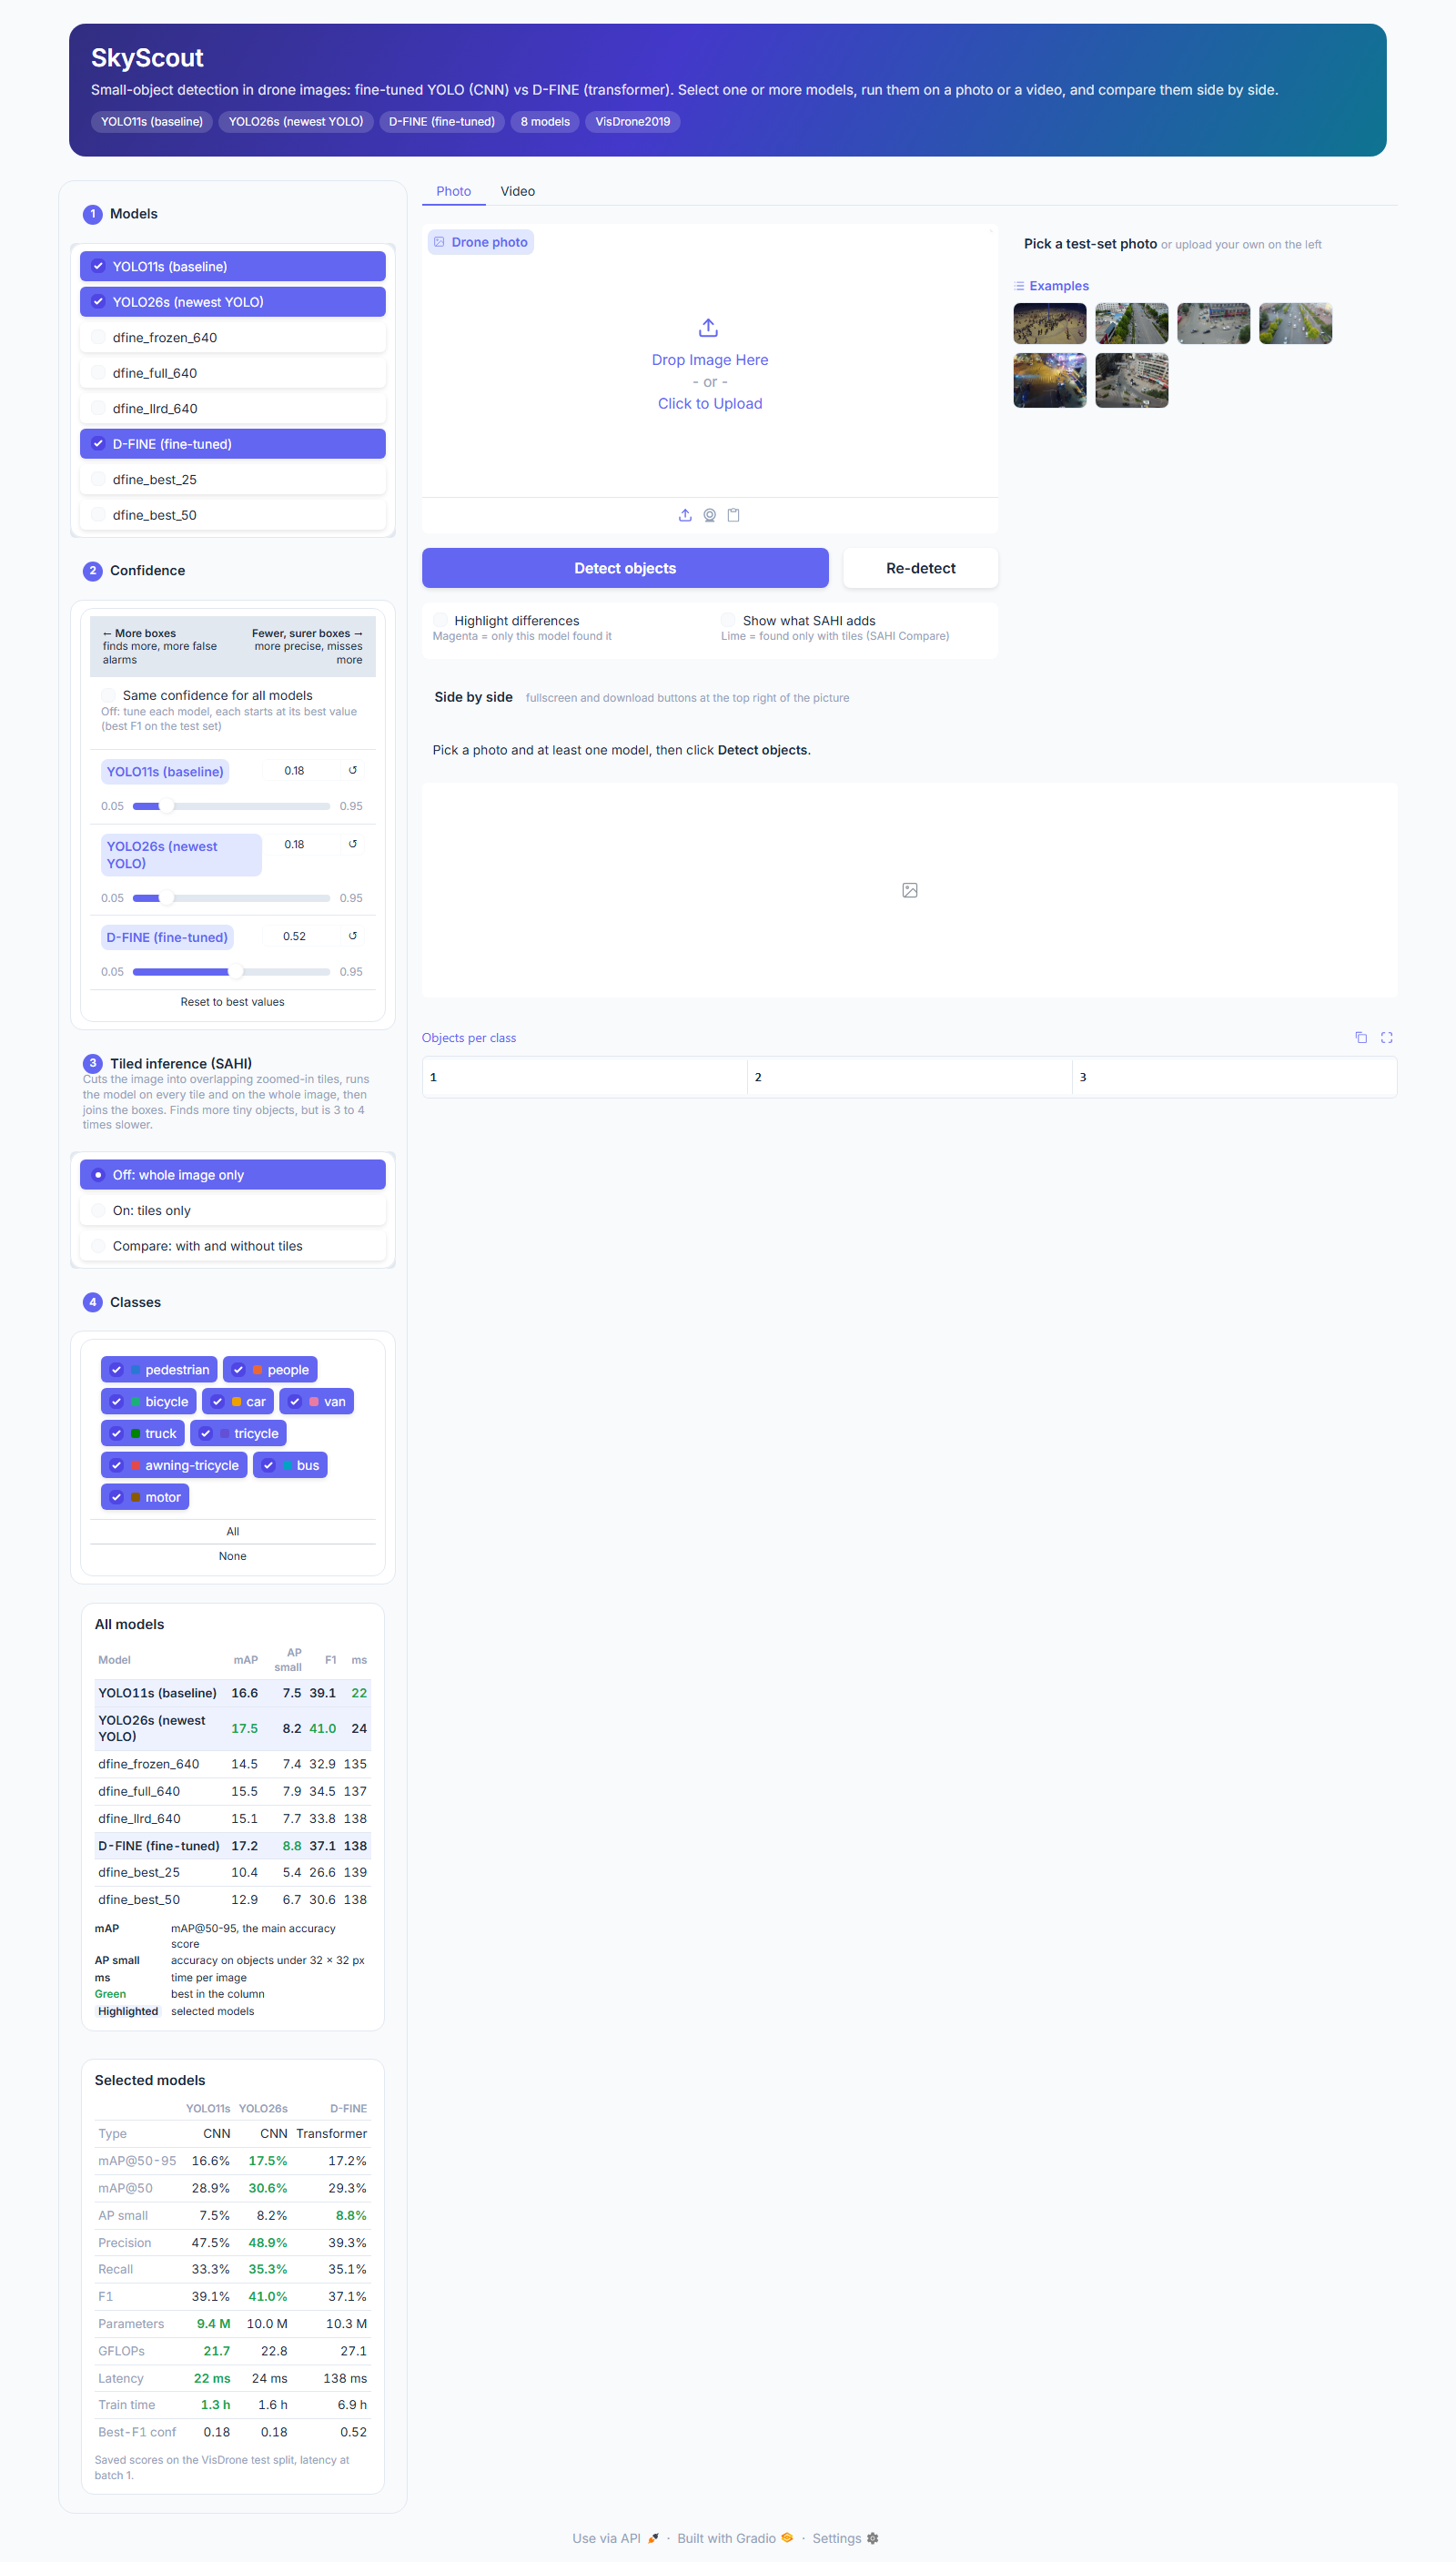 SkyScout
Small-object detection in drone images: fine-tuned YOLO (CNN) vs D-FINE (transformer). Select one or more models, run them on a photo or a video, and compare them side by side.
YOLO11s (baseline) YOLO26s (newest YOLO) D-FINE (fine-tuned) 8 models VisDrone2019
1 Models
YOLO11s (baseline)
YOLO26s (newest YOLO)
dfine_frozen_640
dfine_full_640
dfine_llrd_640
D-FINE (fine-tuned)
dfine_best_25
dfine_best_50
2 Confidence
← More boxes
finds more, more false
alarms
Fewer, surer boxes →
more precise, misses
more
Same confidence for all models
Off: tune each model, each starts at its best value
(best F1 on the test set)
YOLO11s (baseline) 0.18 ↺
0.05 0.95
YOLO26s (newest
YOLO) 0.18 ↺
0.05 0.95
D-FINE (fine-tuned) 0.52 ↺
0.05 0.95
Reset to best values
3 Tiled inference (SAHI)
Cuts the image into overlapping zoomed-in tiles, runs
the model on every tile and on the whole image, then
joins the boxes. Finds more tiny objects, but is 3 to 4
times slower.
Off: whole image only
On: tiles only
Compare: with and without tiles
4 Classes
pedestrian people
bicycle car van
truck tricycle
awning-tricycle bus
motor
All
None
All models
Model mAP AP small F1 ms
YOLO11s (baseline) 16.6 7.5 39.1 22
YOLO26s (newest YOLO) 17.5 8.2 41.0 24
dfine_frozen_640 14.5 7.4 32.9 135
dfine_full_640 15.5 7.9 34.5 137
dfine_llrd_640 15.1 7.7 33.8 138
D-FINE (fine-tuned) 17.2 8.8 37.1 138
dfine_best_25 10.4 5.4 26.6 139
dfine_best_50 12.9 6.7 30.6 138
mAP mAP@50-95, the main accuracy
score
AP small accuracy on objects under 32 × 32 px
ms time per image
Green best in the column
Highlighted selected models
Selected models
YOLO11s YOLO26s D-FINE
Type CNN CNN Transformer
mAP@50-95 16.6% 17.5% 17.2%
mAP@50 28.9% 30.6% 29.3%
AP small 7.5% 8.2% 8.8%
Precision 47.5% 48.9% 39.3%
Recall 33.3% 35.3% 35.1%
F1 39.1% 41.0% 37.1%
Parameters 9.4 M 10.0 M 10.3 M
GFLOPs 21.7 22.8 27.1
Latency 22 ms 24 ms 138 ms
Train time 1.3 h 1.6 h 6.9 h
Best-F1 conf 0.18 0.18 0.52
Saved scores on the VisDrone test split, latency at
batch 1.
Photo Video
Drone photo
Drop Image Here
- or -
Click to Upload
Pick a test-set photo or upload your own on the left
Examples
Detect objects Re-detect
Highlight differences
Magenta = only this model found it
Show what SAHI adds
Lime = found only with tiles (SAHI Compare)
Side by side fullscreen and download buttons at the top right of the picture
Pick a photo and at least one model, then click Detect objects.
Objects per class
1 2 3
Use via API · Built with Gradio · Settings